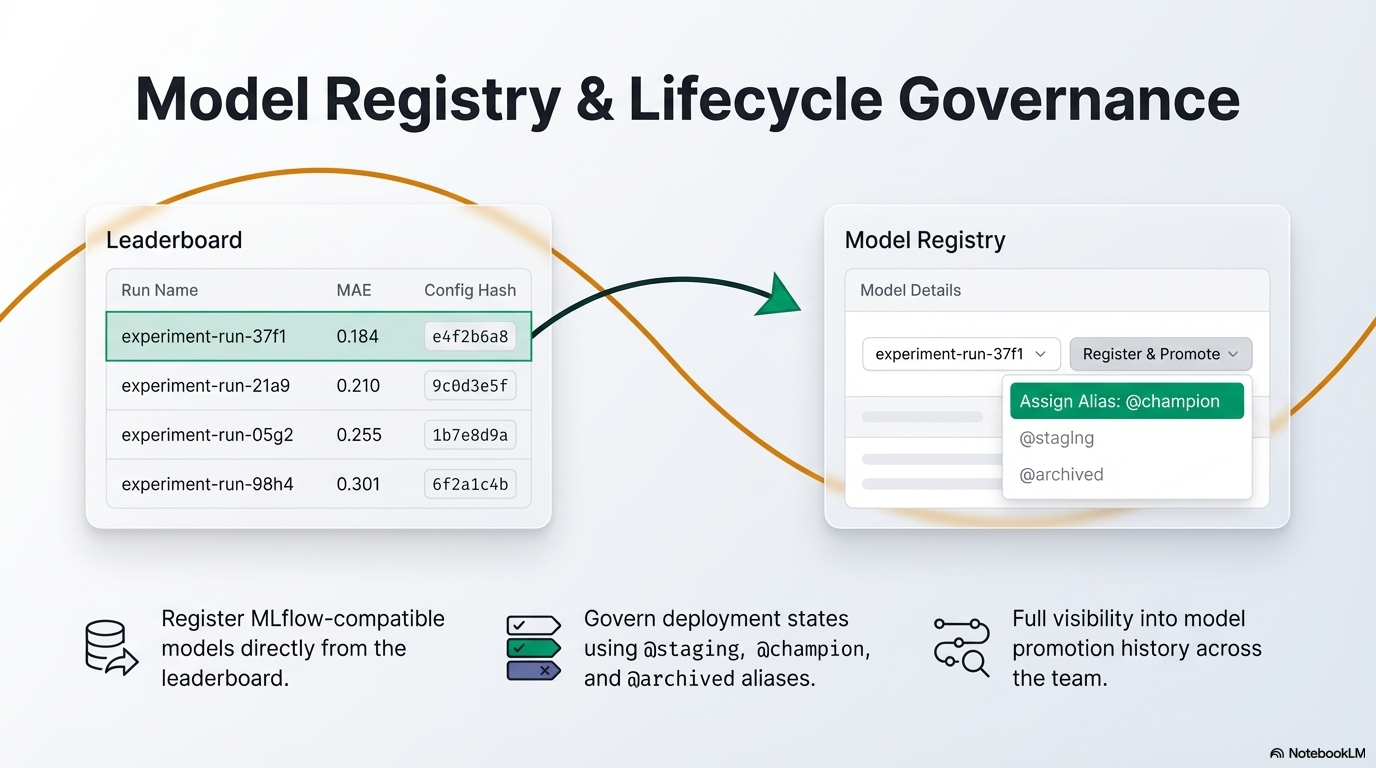 Model Registry & Lifecycle Governance
Leaderboard
Run Name MAE Config Hash
experiment-run-37f1 0.184 e4f2b6a8
experiment-run-21a9 0.210 9c0d3e5f
experiment-run-05g2 0.255 1b7e8d9a
experiment-run-98h4 0.301 6f2a1c4b
Model Registry
Model Details
experiment-run-37f1 Register & Promote
Assign Alias: @champion
@staglng
@archived
Register MLflow-compatible
models directly from the
leaderboard.
Govern deployment states
using @staging, @champion,
and @archived aliases.
Full visibility into model
promotion history across
the team.
NotebookLM